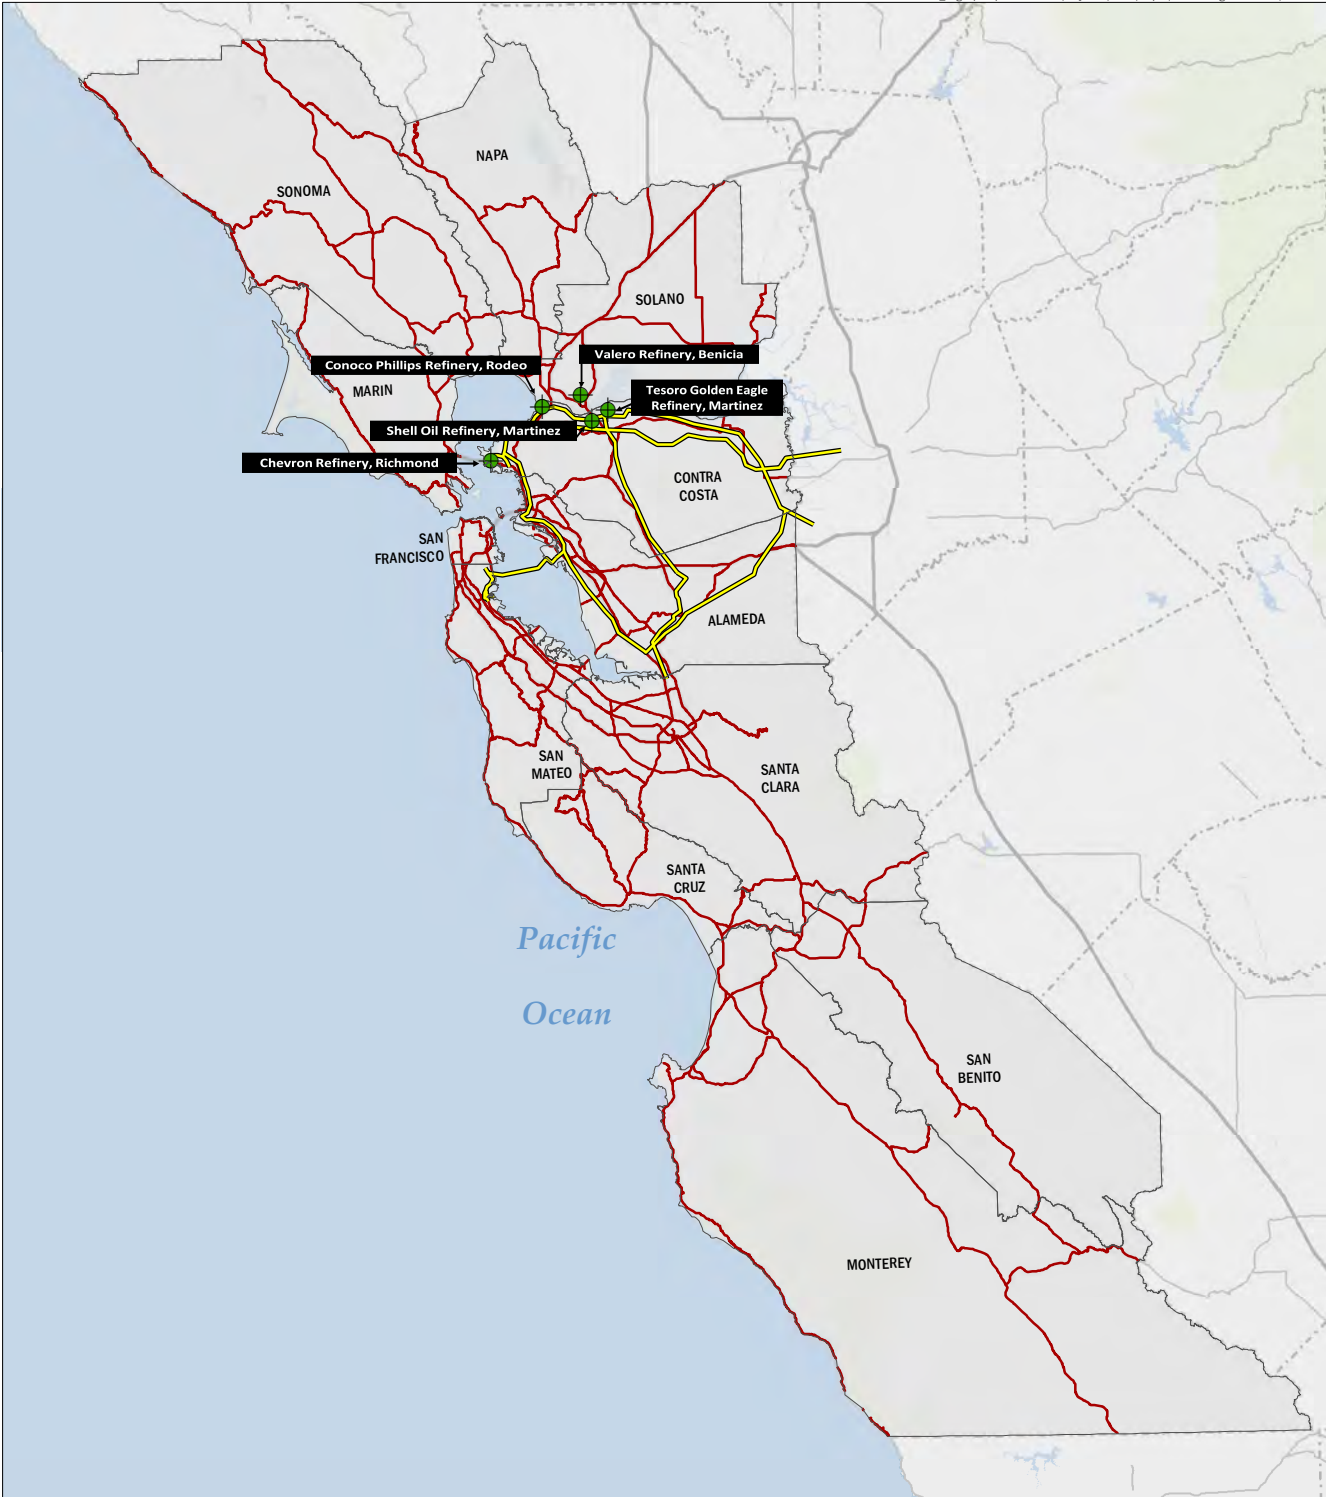 NAPA
SONOMA
SOLANO
Valero Refinery, Benicia
Conoco Phillips Refinery, Rodeo
MARIN
Tesoro Golden Eagle
Refinery, Martinez
Shell Oil Refinery, Martinez
Chevron Refinery, Richmond
CONTRA
COSTA
SAN
FRANCISCO
ALAMEDA
SAN
MATEO
SANTA
CLARA
SANTA
CRUZ
Pacific
Ocean
SAN
BENITO
MONTEREY